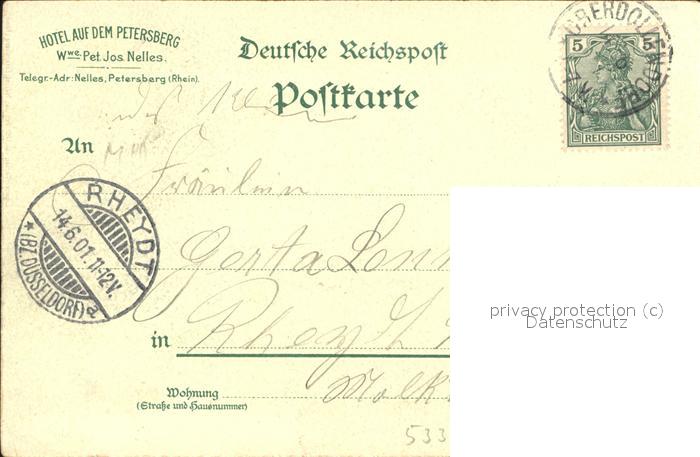 HOTEL AUF DEM PETERSBERG
Wwe. Pet. Jos. Nelles.
Telegr.-Adr: Nelles, Petersberg (Rhein).
Deutsche Reichspost
Postkarte
5 5
REICHSPOST
OBERDOLLENDORF
An
Fräulein
RHEYDT
14.6.01. 11-12V.
* (BZ. DÜSSELDORF) a
Gerta
privacy protection (c)
Datenschutz
in Rheydt
Wohnung
(Straße und Hausnummer)
533